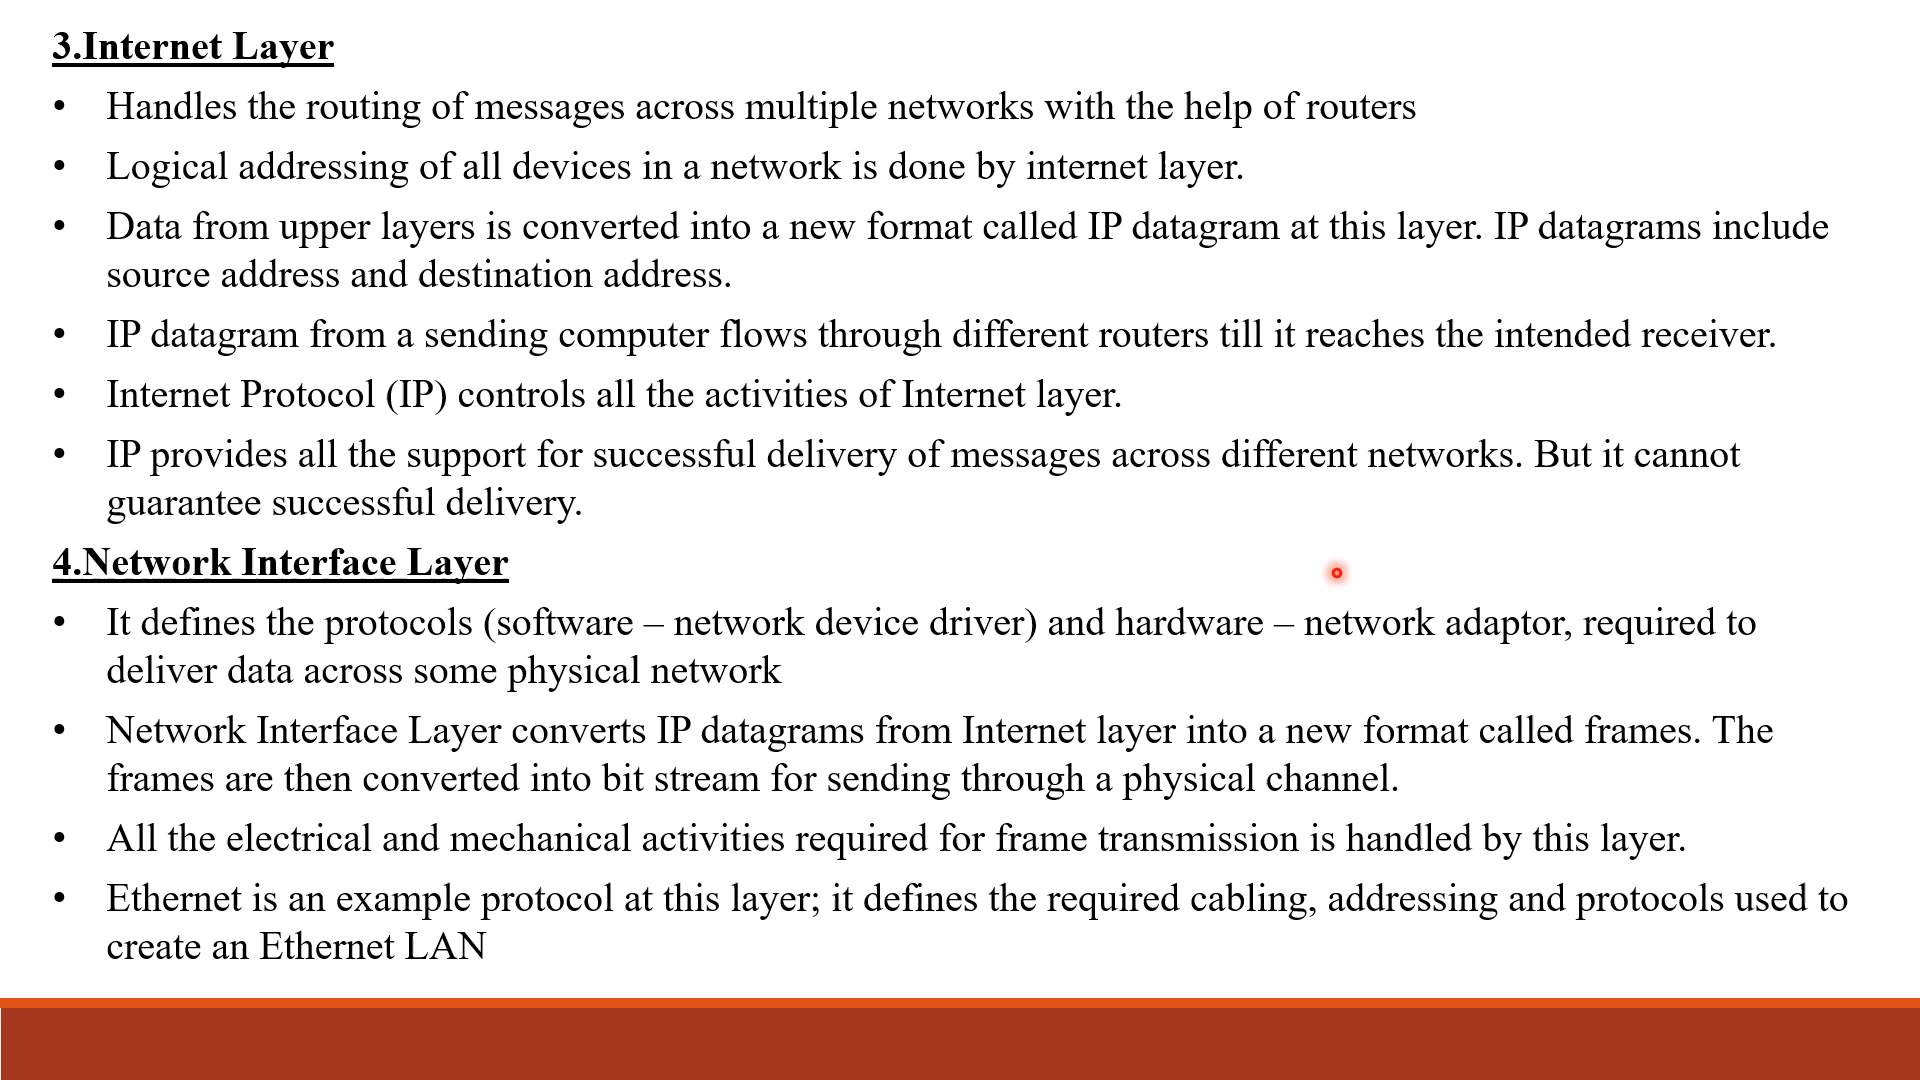 3.Internet Layer
• Handles the routing of messages across multiple networks with the help of routers
• Logical addressing of all devices in a network is done by internet layer.
• Data from upper layers is converted into a new format called IP datagram at this layer. IP datagrams include
source address and destination address.
• IP datagram from a sending computer flows through different routers till it reaches the intended receiver.
• Internet Protocol (IP) controls all the activities of Internet layer.
• IP provides all the support for successful delivery of messages across different networks. But it cannot
guarantee successful delivery.
4.Network Interface Layer
• It defines the protocols (software – network device driver) and hardware – network adaptor, required to
deliver data across some physical network
• Network Interface Layer converts IP datagrams from Internet layer into a new format called frames. The
frames are then converted into bit stream for sending through a physical channel.
• All the electrical and mechanical activities required for frame transmission is handled by this layer.
• Ethernet is an example protocol at this layer; it defines the required cabling, addressing and protocols used to
create an Ethernet LAN